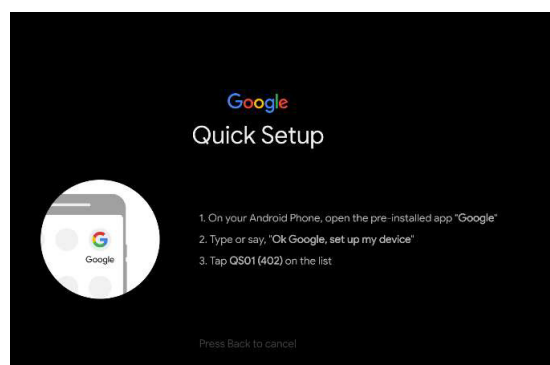 Google
Quick Setup
1. On your Android Phone, open the pre-installed app "Google"
2. Type or say, "Ok Google, set up my device"
3. Tap QS01 (402) on the list
G
Google
Press Back to cancel